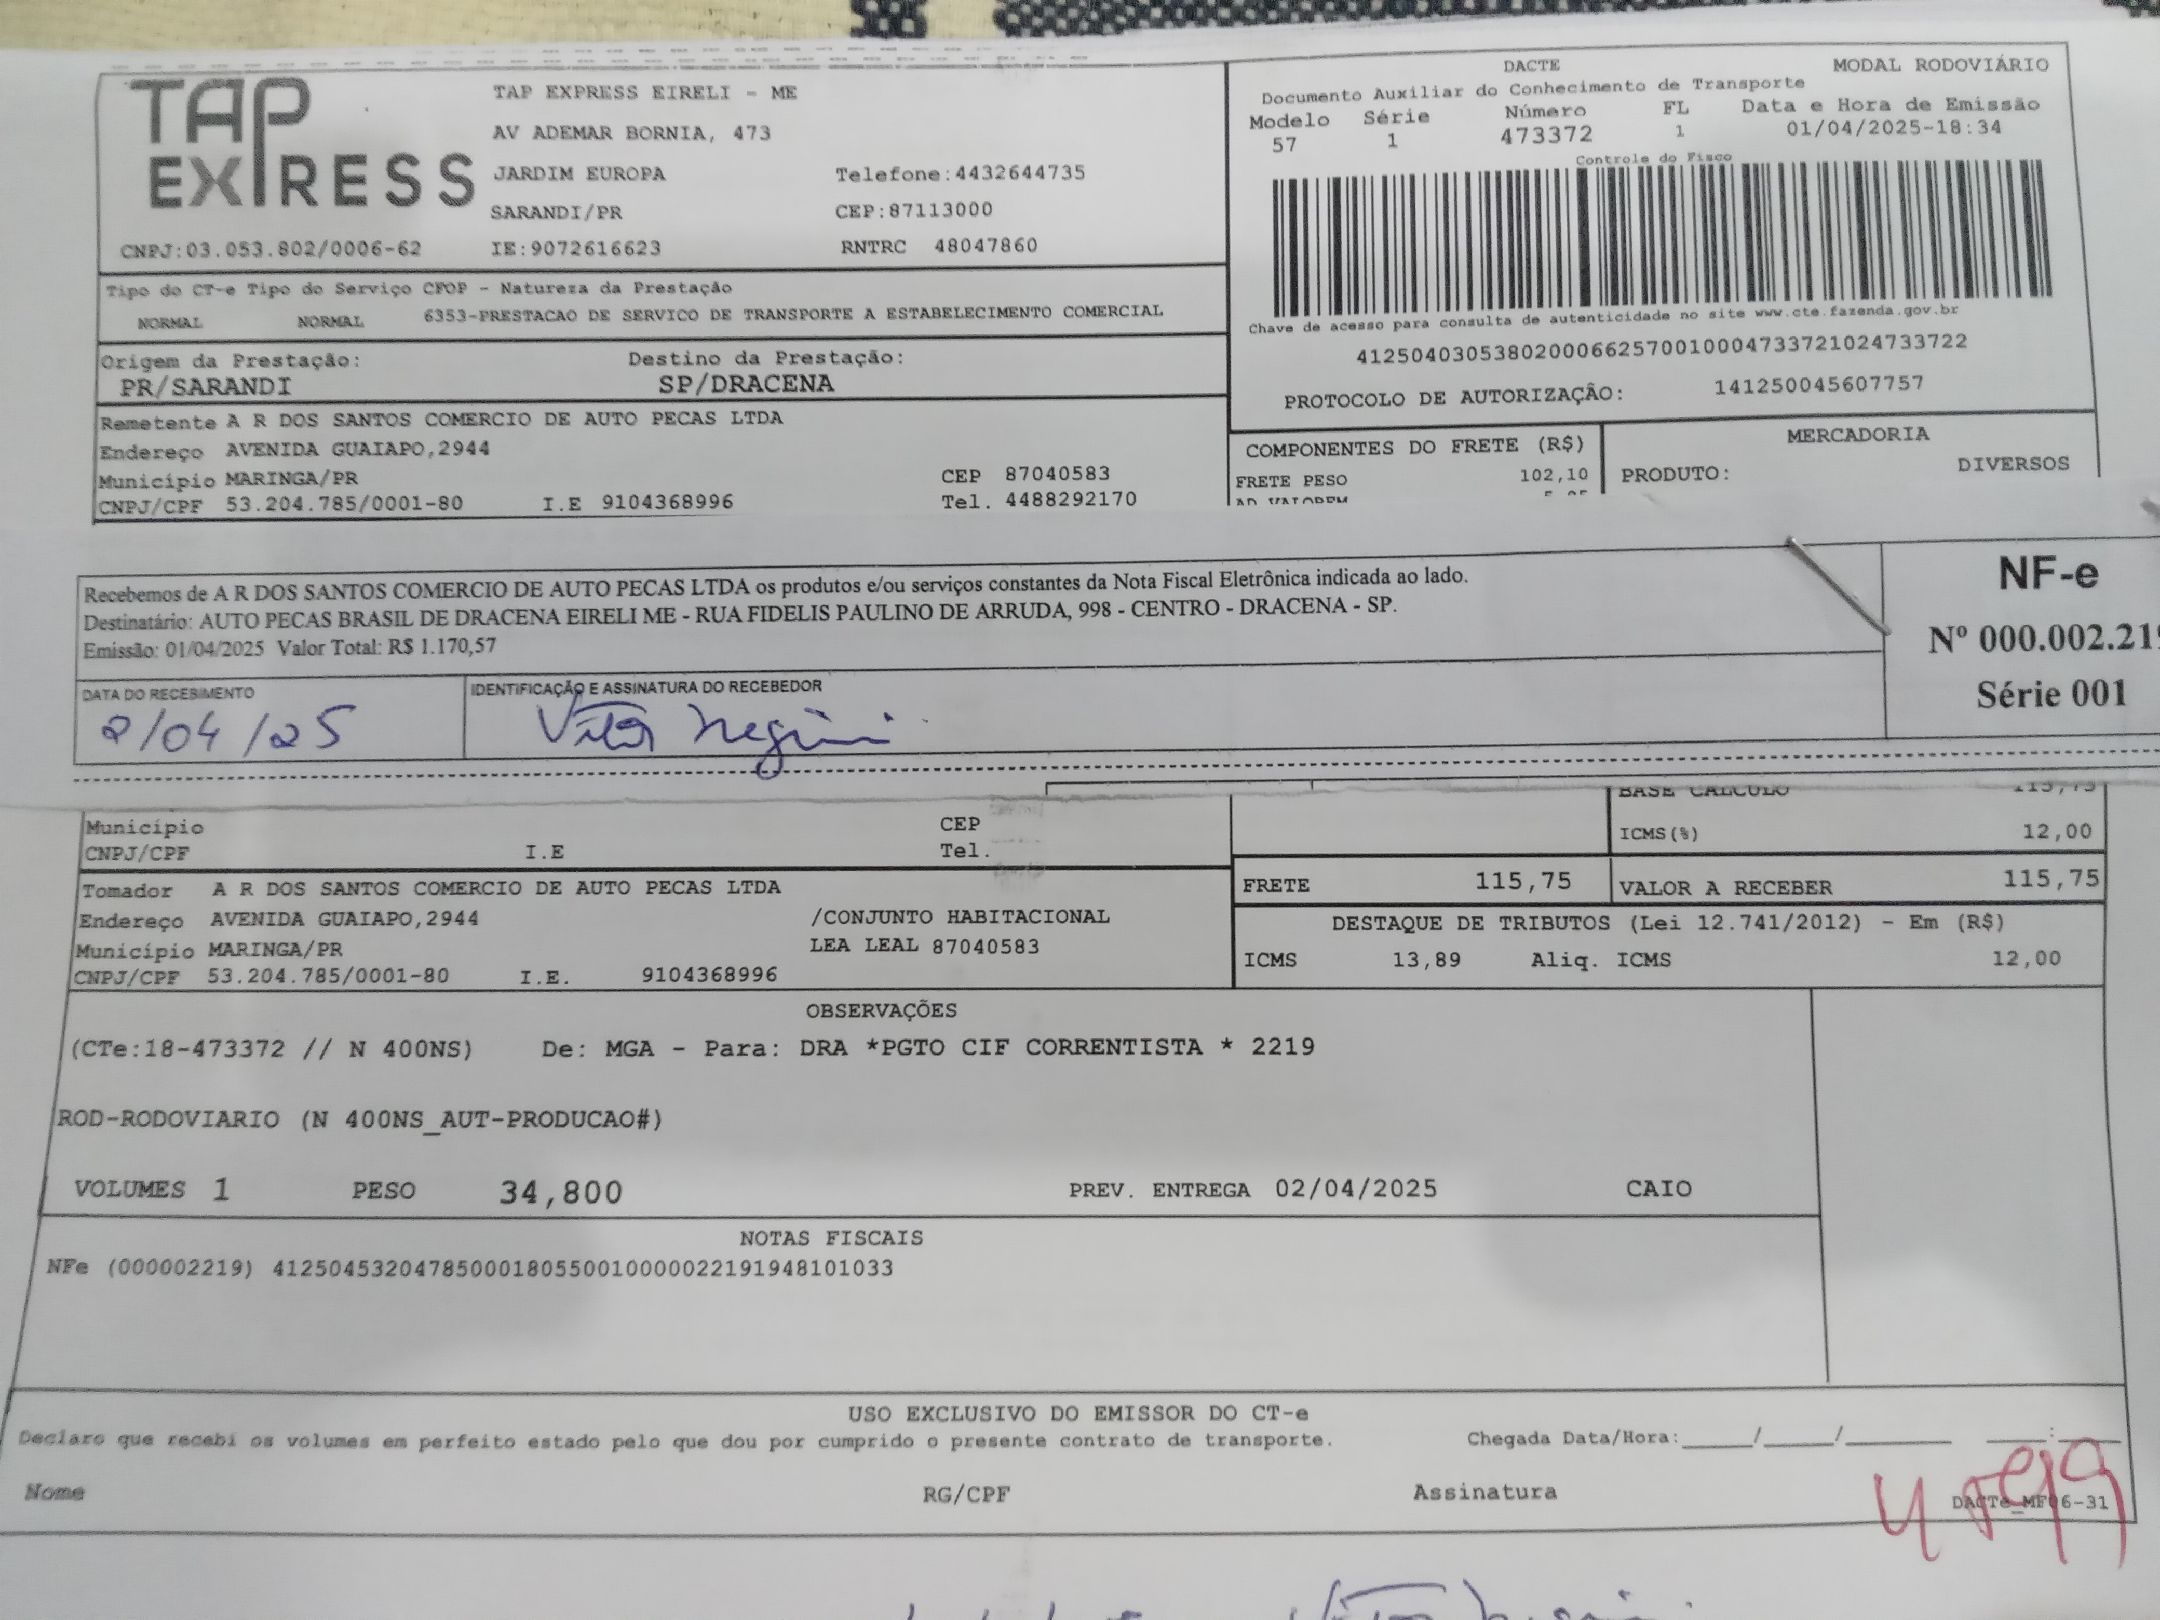 TAP EXPRESS
TAP EXPRESS EIRELI - ME
AV ADEMAR BORNIA, 473
JARDIM EUROPA Telefone:4432644735
SARANDI/PR CEP:87113000
CNPJ:03.053.802/0006-62 IE:9072616623 RNTRC 48047860
DACTE MODAL RODOVIÁRIO
Documento Auxiliar do Conhecimento de Transporte
Modelo Série Número FL Data e Hora de Emissão
57 1 473372 1 01/04/2025-18:34
Controle do Fisco
Chave de acesso para consulta de autenticidade no site www.cte.fazenda.gov.br
41250403053802000662570010004733721024733722
PROTOCOLO DE AUTORIZAÇÃO: 141250045607757
Tipo do CT-e Tipo do Serviço CFOP - Natureza da Prestação
NORMAL NORMAL 6353-PRESTACAO DE SERVICO DE TRANSPORTE A ESTABELECIMENTO COMERCIAL
Origem da Prestação: Destino da Prestação:
PR/SARANDI SP/DRACENA
Remetente A R DOS SANTOS COMERCIO DE AUTO PECAS LTDA
Endereço AVENIDA GUAIAPO,2944
Município MARINGA/PR CEP 87040583
CNPJ/CPF 53.204.785/0001-80 I.E 9104368996 Tel. 4488292170
COMPONENTES DO FRETE (R$)
FRETE PESO 102,10
AD VALOREM
MERCADORIA
PRODUTO: DIVERSOS
Recebemos de A R DOS SANTOS COMERCIO DE AUTO PECAS LTDA os produtos e/ou serviços constantes da Nota Fiscal Eletrônica indicada ao lado.
Destinatário: AUTO PECAS BRASIL DE DRACENA EIRELI ME - RUA FIDELIS PAULINO DE ARRUDA, 998 - CENTRO - DRACENA - SP.
Emissão: 01/04/2025 Valor Total: R$ 1.170,57
DATA DO RECEBIMENTO IDENTIFICAÇÃO E ASSINATURA DO RECEBEDOR
2/04/25
NF-e
Nº 000.002.219
Série 001
Município CEP
CNPJ/CPF I.E Tel.
BASE CALCULO 115,75
ICMS(%) 12,00
Tomador A R DOS SANTOS COMERCIO DE AUTO PECAS LTDA
Endereço AVENIDA GUAIAPO,2944 /CONJUNTO HABITACIONAL
Município MARINGA/PR LEA LEAL 87040583
CNPJ/CPF 53.204.785/0001-80 I.E. 9104368996
FRETE 115,75 VALOR A RECEBER 115,75
DESTAQUE DE TRIBUTOS (Lei 12.741/2012) - Em (R$)
ICMS 13,89 Aliq. ICMS 12,00
OBSERVAÇÕES
(CTe:18-473372 // N 400NS) De: MGA - Para: DRA *PGTO CIF CORRENTISTA * 2219
ROD-RODOVIARIO (N 400NS_AUT-PRODUCAO#)
VOLUMES 1 PESO 34,800 PREV. ENTREGA 02/04/2025 CAIO
NOTAS FISCAIS
NFe (000002219) 41250453204785000180550010000022191948101033
USO EXCLUSIVO DO EMISSOR DO CT-e
Declaro que recebi os volumes em perfeito estado pelo que dou por cumprido o presente contrato de transporte. Chegada Data/Hora:____/____/______ ___:___
Nome RG/CPF Assinatura DACTe_MF06-31